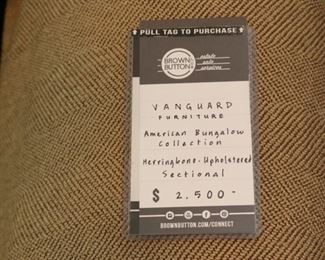 PULL TAG TO PURCHASE
BROWN
BUTTON
estate
sale
services
VANGUARD
FURNITURE
American Bungalow
Collection
Herringbone-Upholstered
Sectional
$ 2,500-
BROWNBUTTON.COM/CONNECT